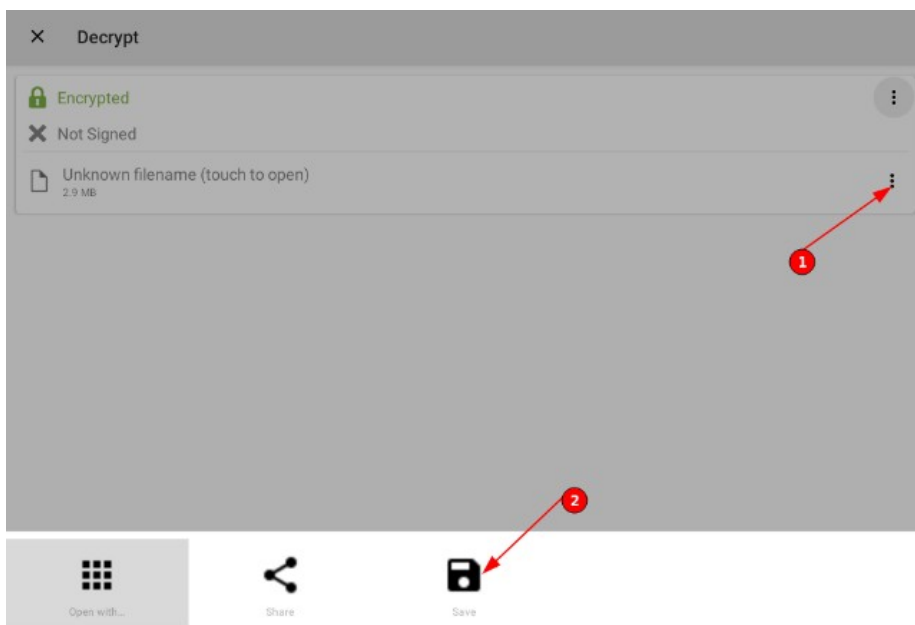 Decrypt
Encrypted
Not Signed
Unknown filename (touch to open)
2.9 MB
1
2
Open with...
Share
Save